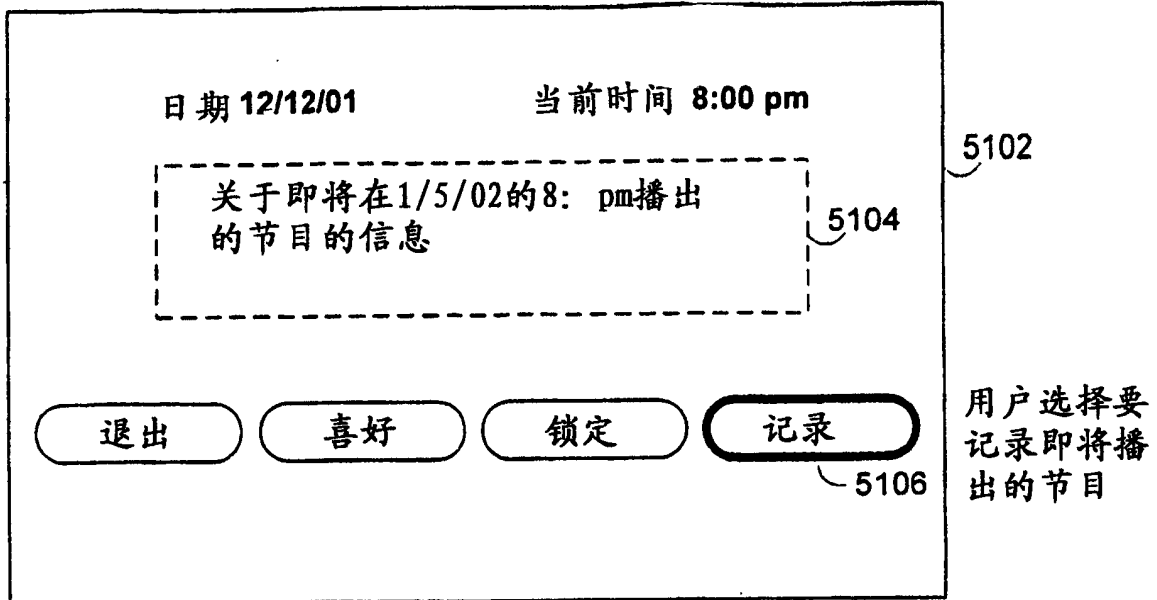 日期 12/12/01 当前时间 8:00 pm
5102
关于即将在1/5/02的8: pm播出
的节目的信息
5104
退出 喜好 锁定 记录
5106
用户选择要
记录即将播
出的节目